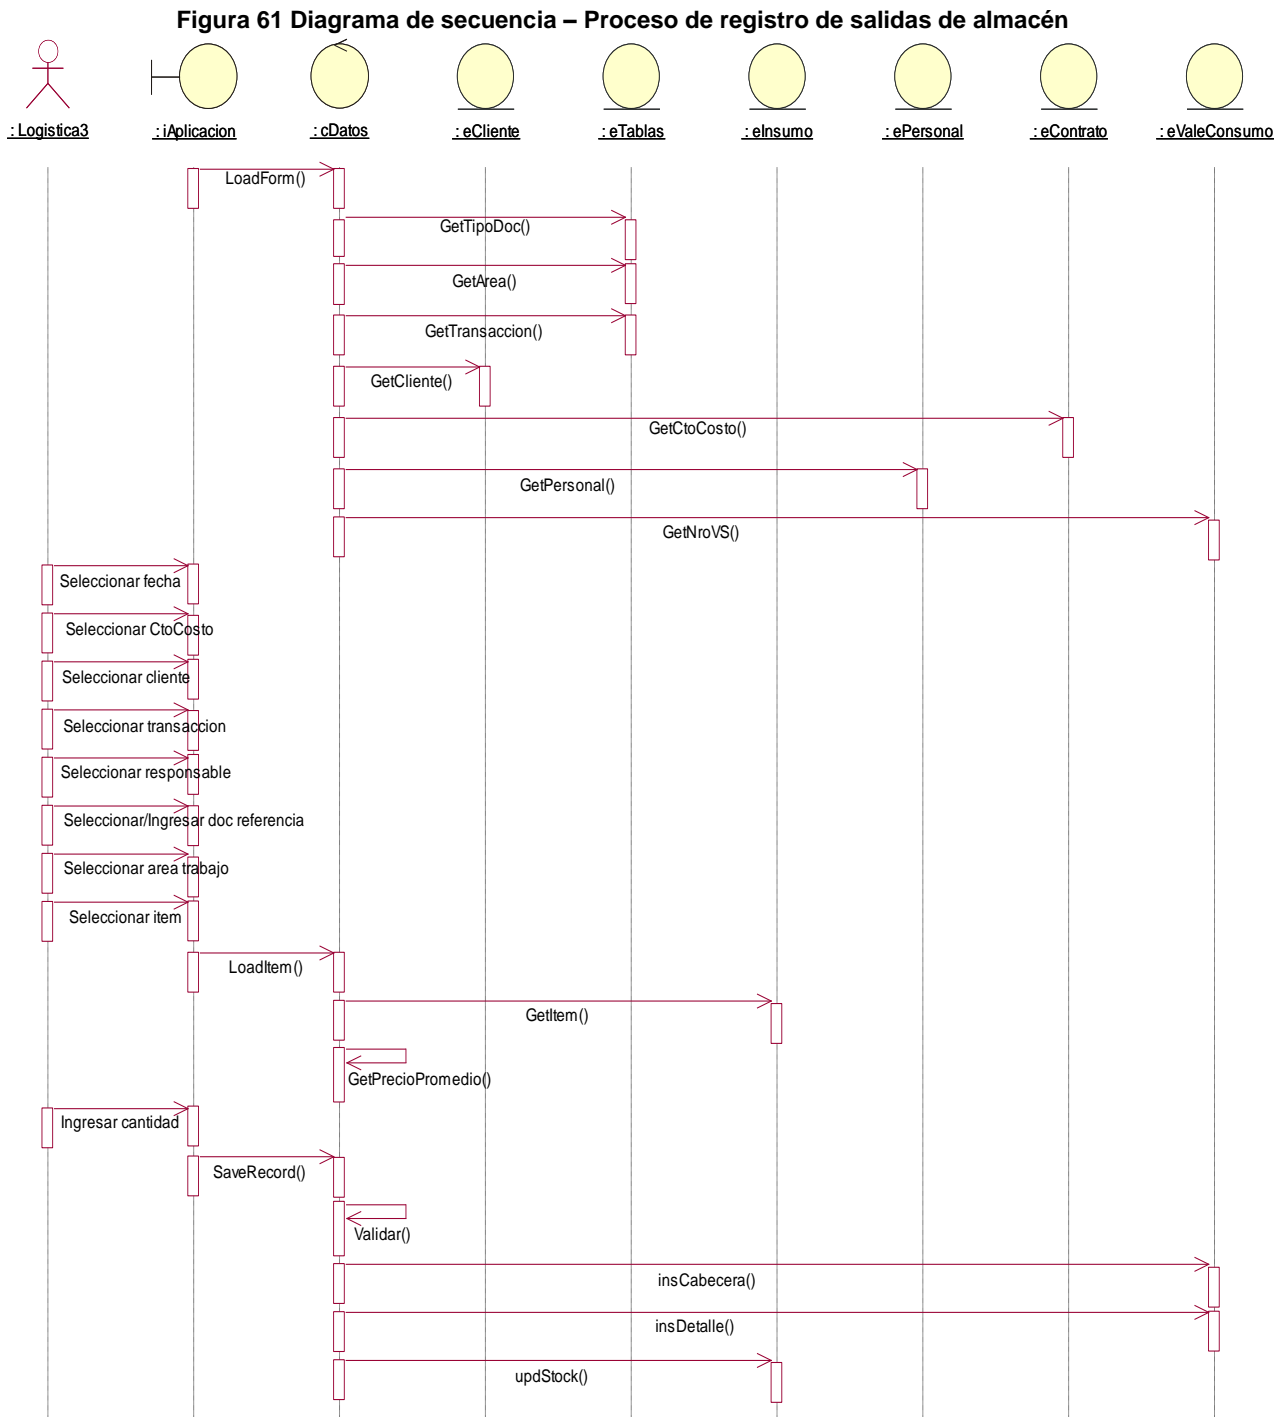 Figura 61 Diagrama de secuencia – Proceso de registro de salidas de almacén
: Logistica3
: iAplicacion
: cDatos
: eCliente
: eTablas
: eInsumo
: ePersonal
: eContrato
: eValeConsumo
LoadForm()
GetTipoDoc()
GetArea()
GetTransaccion()
GetCliente()
GetCtoCosto()
GetPersonal()
GetNroVS()
Seleccionar fecha
Seleccionar CtoCosto
Seleccionar cliente
Seleccionar transaccion
Seleccionar responsable
Seleccionar/Ingresar doc referencia
Seleccionar area trabajo
Seleccionar item
LoadItem()
GetItem()
GetPrecioPromedio()
Ingresar cantidad
SaveRecord()
Validar()
insCabecera()
insDetalle()
updStock()